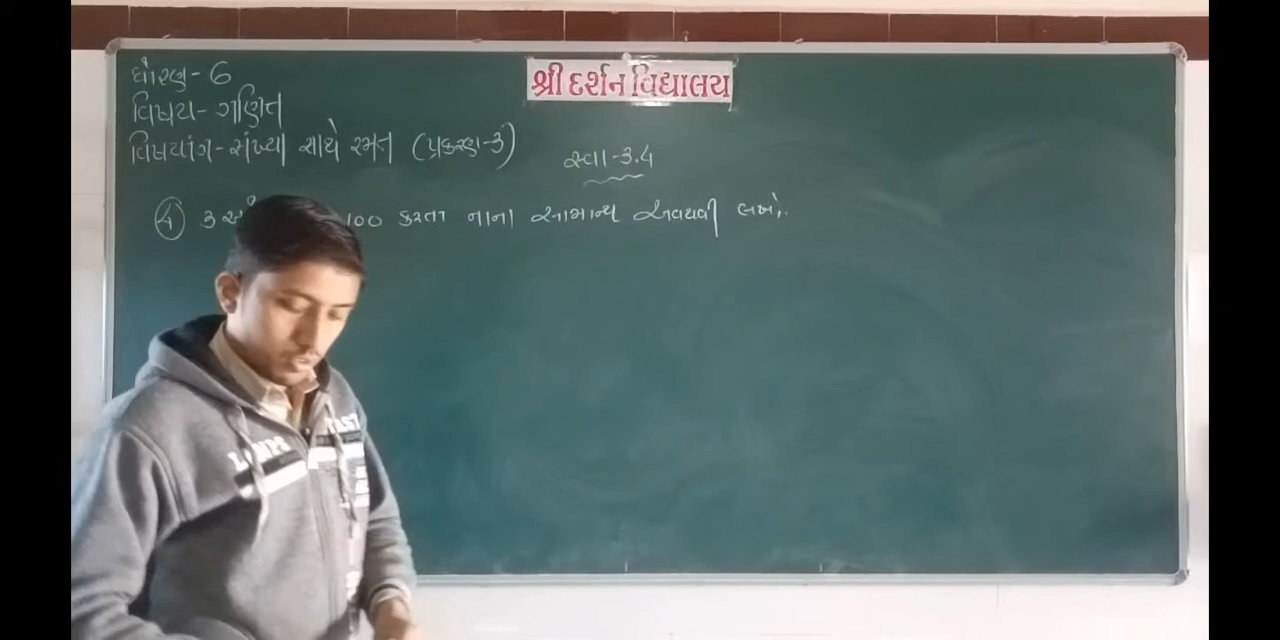 શ્રી દર્શન વિદ્યાલય
ધોરણ - 6
વિષય - ગણિત
વિષયાંગ - સંખ્યા સાથે રમત (પ્રકરણ-3)
સ્વા - 3.4
④ 3 100 કરતા નાના સામાન્ય અવયવી લખો.